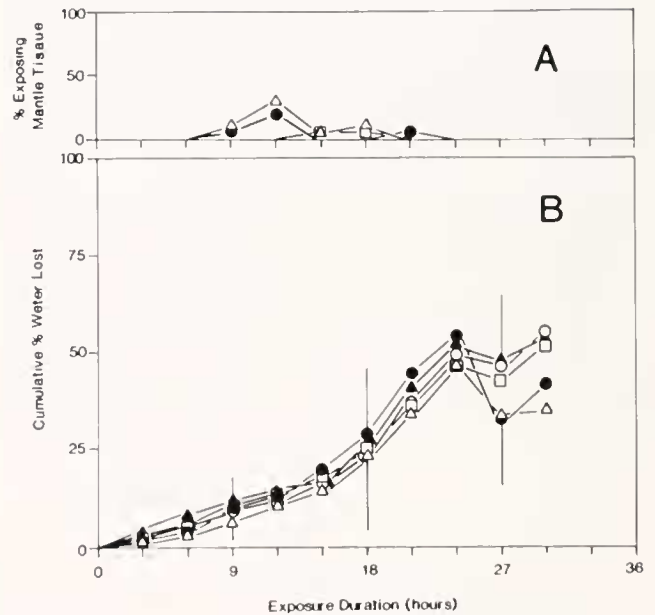 100
% Exposing
Mantle Tissue
50
0
A
100
B
75
Cumulative % Water Lost
50
25
0
0 9 18 27 36
Exposure Duration (hours)